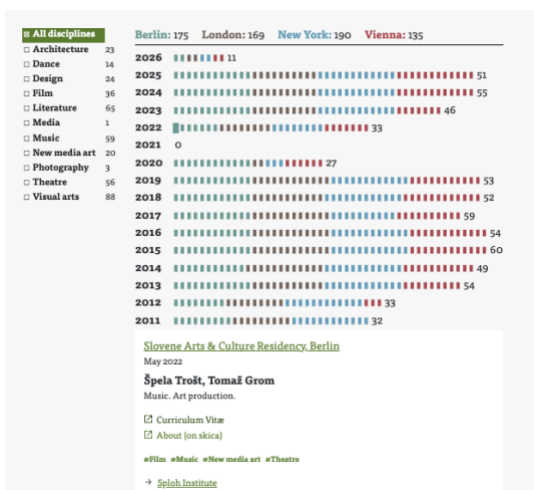 All disciplines
Architecture 23
Dance 14
Design 24
Film 36
Literature 65
Media 1
Music 59
New media art 20
Photography 3
Theatre 56
Visual arts 88
Berlin: 175 London: 169 New York: 190 Vienna: 135
2026 11
2025 51
2024 55
2023 46
2022 33
2021 0
2020 27
2019 53
2018 52
2017 59
2016 54
2015 60
2014 49
2013 54
2012 33
2011 32
Slovene Arts & Culture Residency, Berlin
May 2022
Špela Trošt, Tomaž Grom
Music. Art production.
Curriculum Vitæ
About (on skica)
#Film #Music #New media art #Theatre
→ Sploh Institute